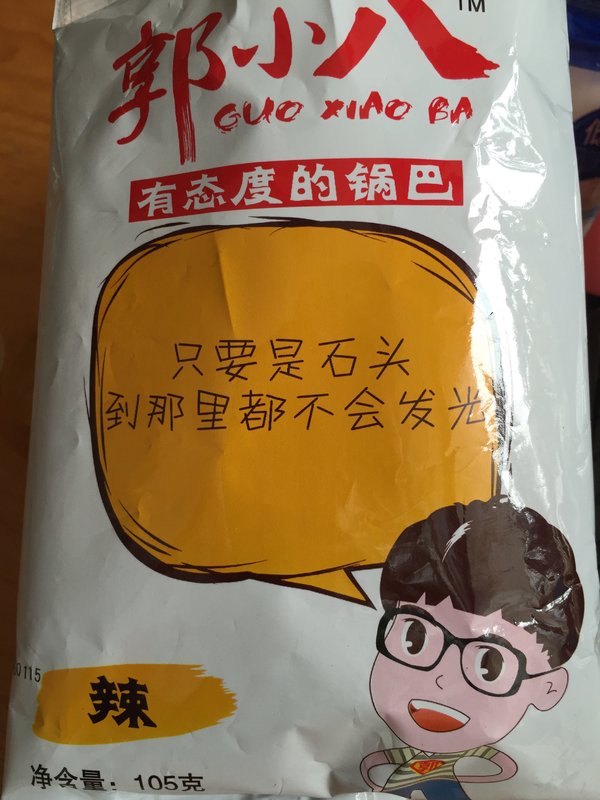 郭小八 TM
GUO XIAO BA
有态度的锅巴
只要是石头
到那里都不会发光
辣
净含量：105克